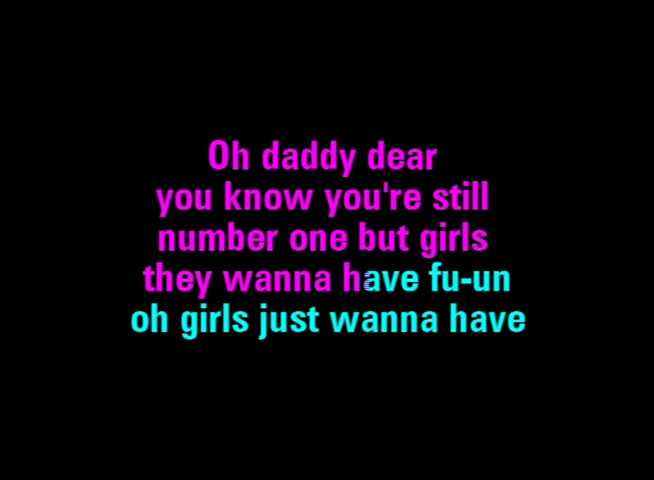 Oh daddy dear
you know you're still
number one but girls
they wanna have fu-un
oh girls just wanna have